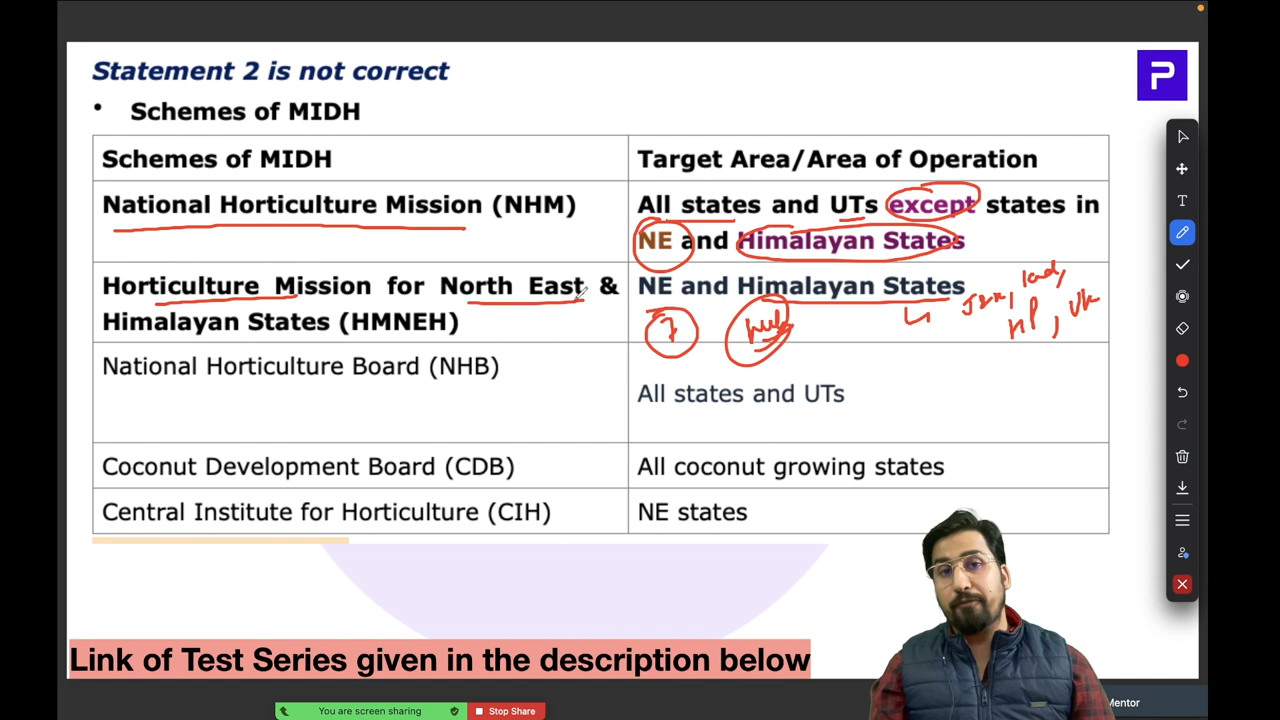 Statement 2 is not correct
P
• Schemes of MIDH
Schemes of MIDH
Target Area/Area of Operation
National Horticulture Mission (NHM)
All states and UTs except states in
NE and Himalayan States
Horticulture Mission for North East &
Himalayan States (HMNEH)
NE and Himalayan States
7
J&K, Lad,
HP, UK
National Horticulture Board (NHB)
All states and UTs
Coconut Development Board (CDB)
All coconut growing states
Central Institute for Horticulture (CIH)
NE states
Link of Test Series given in the description below
Mentor
You are screen sharing
Stop Share
T